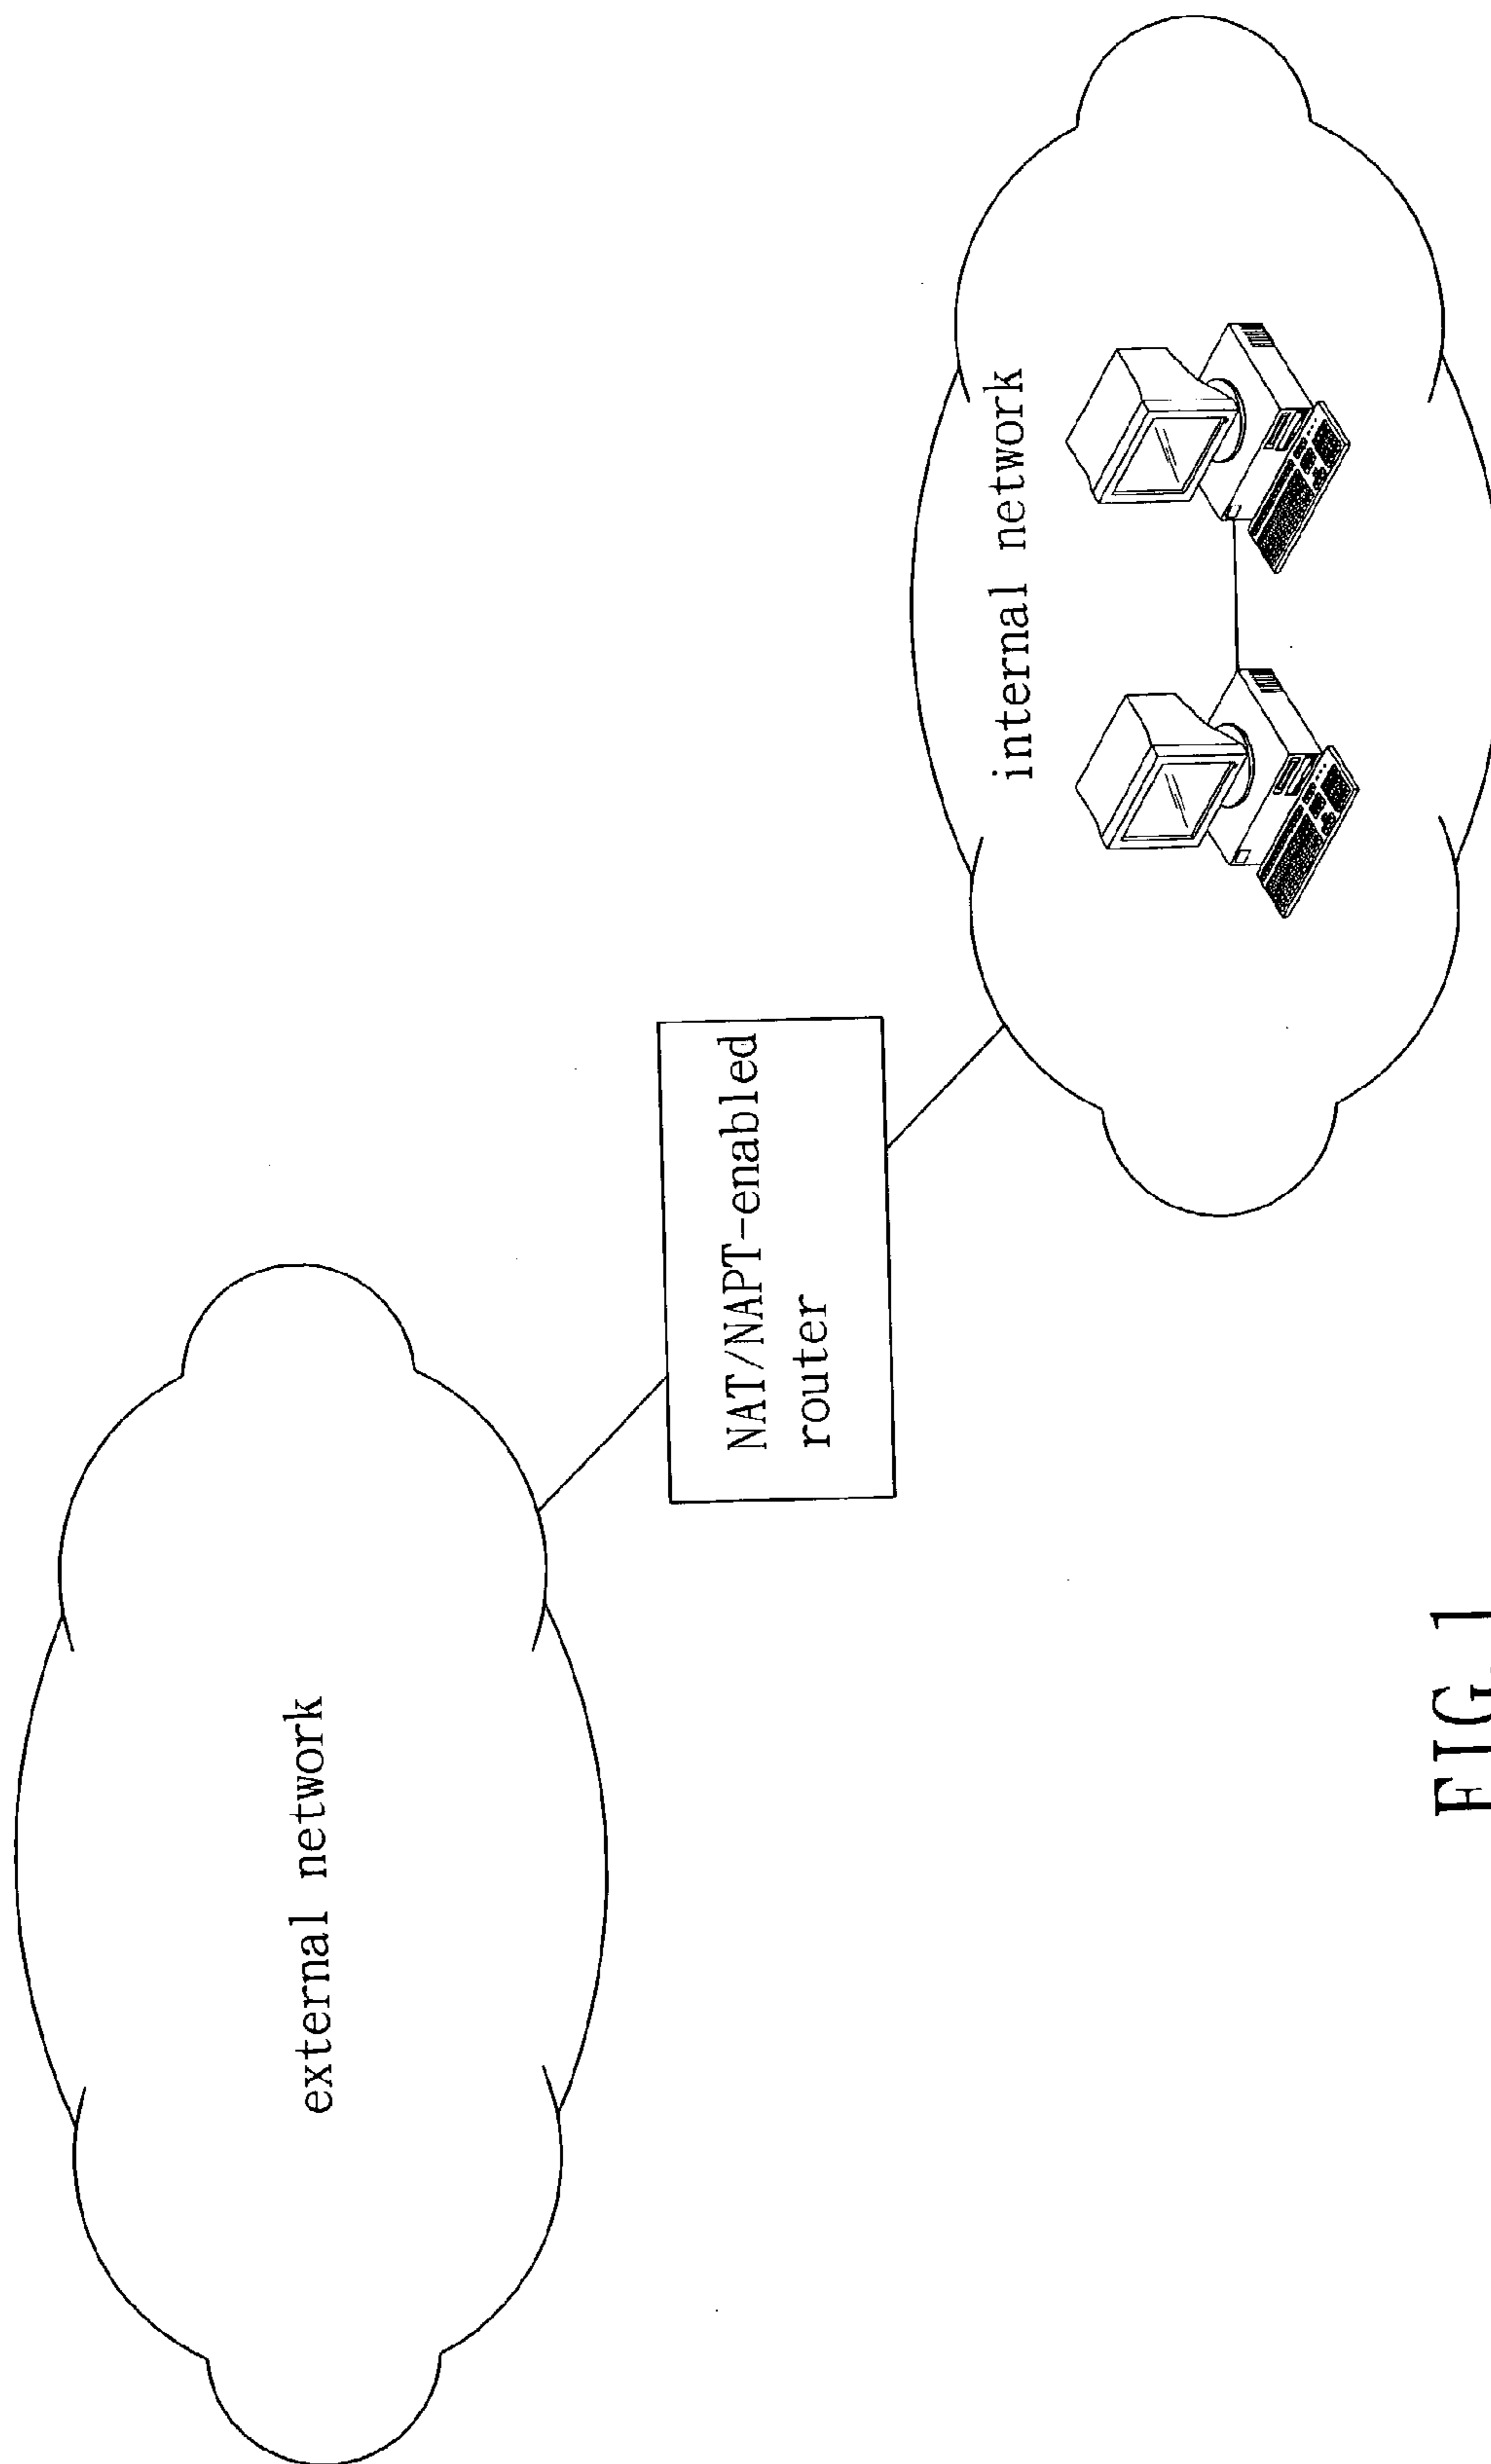 external network
NAT/NAPT-enabled
router
internal network
FIG.1